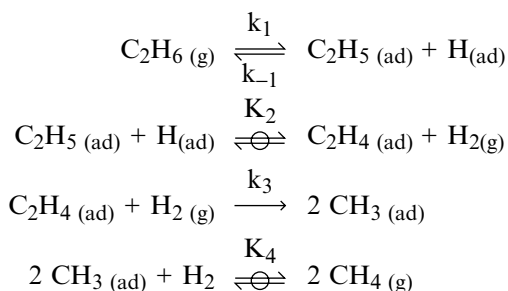 k₁
C₂H₆ (g) ⇌ C₂H₅ (ad) + H(ad)
k₋₁
K₂
C₂H₅ (ad) + H(ad) ⇌ C₂H₄ (ad) + H₂(g)
k₃
C₂H₄ (ad) + H₂ (g) ⟶ 2 CH₃ (ad)
K₄
2 CH₃ (ad) + H₂ ⇌ 2 CH₄ (g)